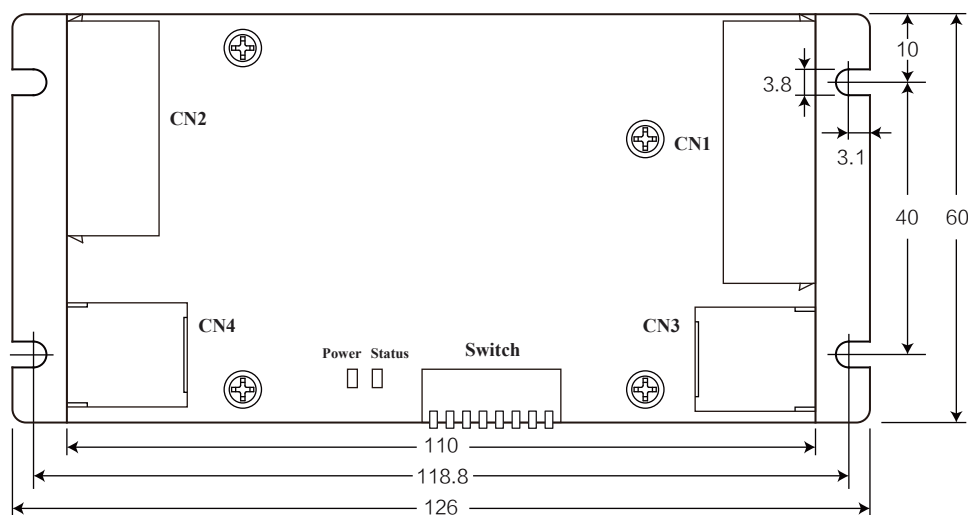 10
3.8
CN2
CN1
3.1
40
60
CN4
CN3
Power
Status
Switch
110
118.8
126